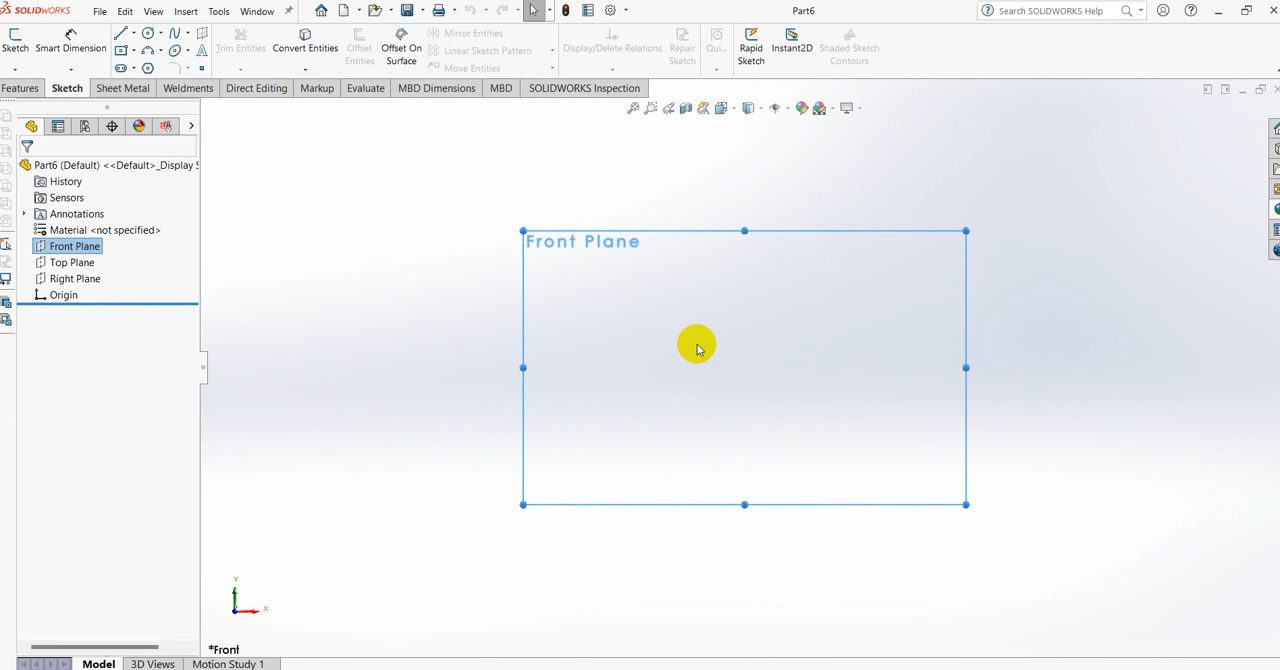 SOLIDWORKS File Edit View Insert Tools Window Part6 Search SOLIDWORKS Help
Sketch Smart Dimension Trim Entities Convert Entities Offset Entities Offset On Surface Mirror Entities Linear Sketch Pattern Move Entities Display/Delete Relations Repair Sketch Qui... Rapid Sketch Instant2D Shaded Sketch Contours
Features Sketch Sheet Metal Weldments Direct Editing Markup Evaluate MBD Dimensions MBD SOLIDWORKS Inspection
Part6 (Default) <<Default>_Display S
History
Sensors
Annotations
Material <not specified>
Front Plane
Top Plane
Right Plane
Origin
Front Plane
Y
X
*Front
Model 3D Views Motion Study 1